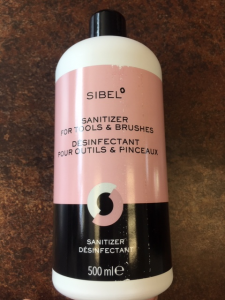 SIBEL
SANITIZER
FOR TOOLS & BRUSHES
DÉSINFECTANT
POUR OUTILS & PINCEAUX
SANITIZER
DÉSINFECTANT
500 ml e